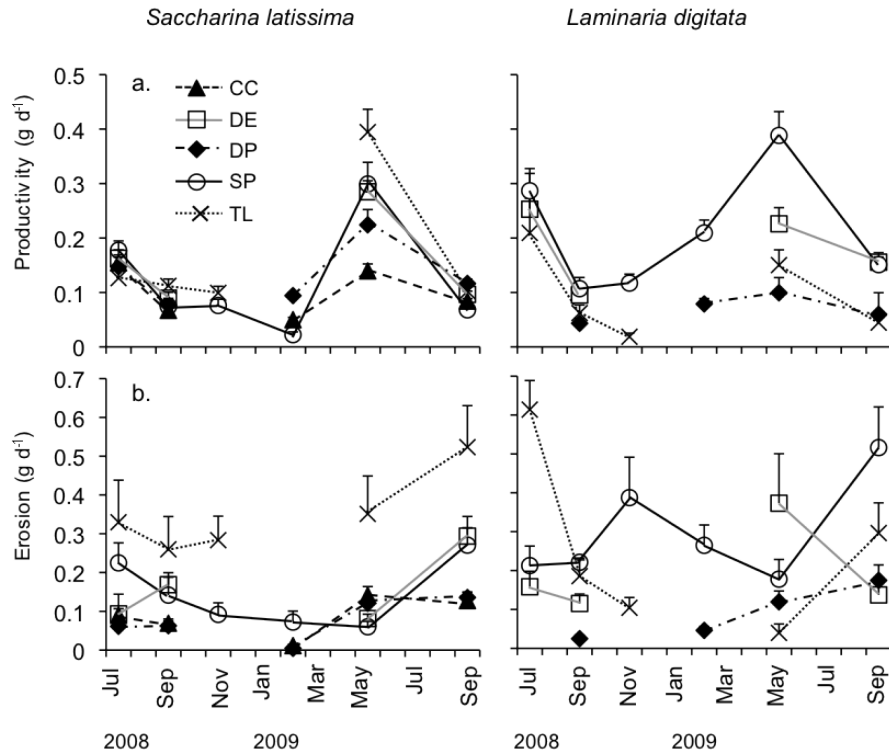 Saccharina latissima
Laminaria digitata
a.
CC
DE
DP
SP
TL
Productivity (g d⁻¹)
0.5
0.4
0.3
0.2
0.1
0
b.
Erosion (g d⁻¹)
0.7
0.6
0.5
0.4
0.3
0.2
0.1
0
Jul
Sep
Nov
Jan
Mar
May
Jul
Sep
Jul
Sep
Nov
Jan
Mar
May
Jul
Sep
2008
2009
2008
2009